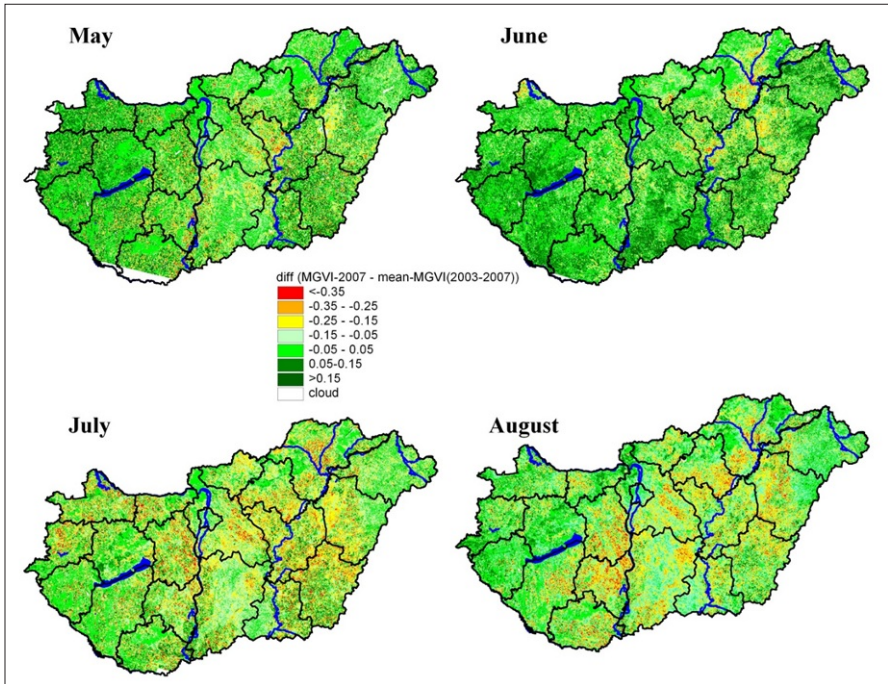 May
June
diff (MGVI-2007 - mean-MGVI(2003-2007))
<-0.35
-0.35 - -0.25
-0.25 - -0.15
-0.15 - -0.05
-0.05 - 0.05
0.05-0.15
>0.15
cloud
July
August